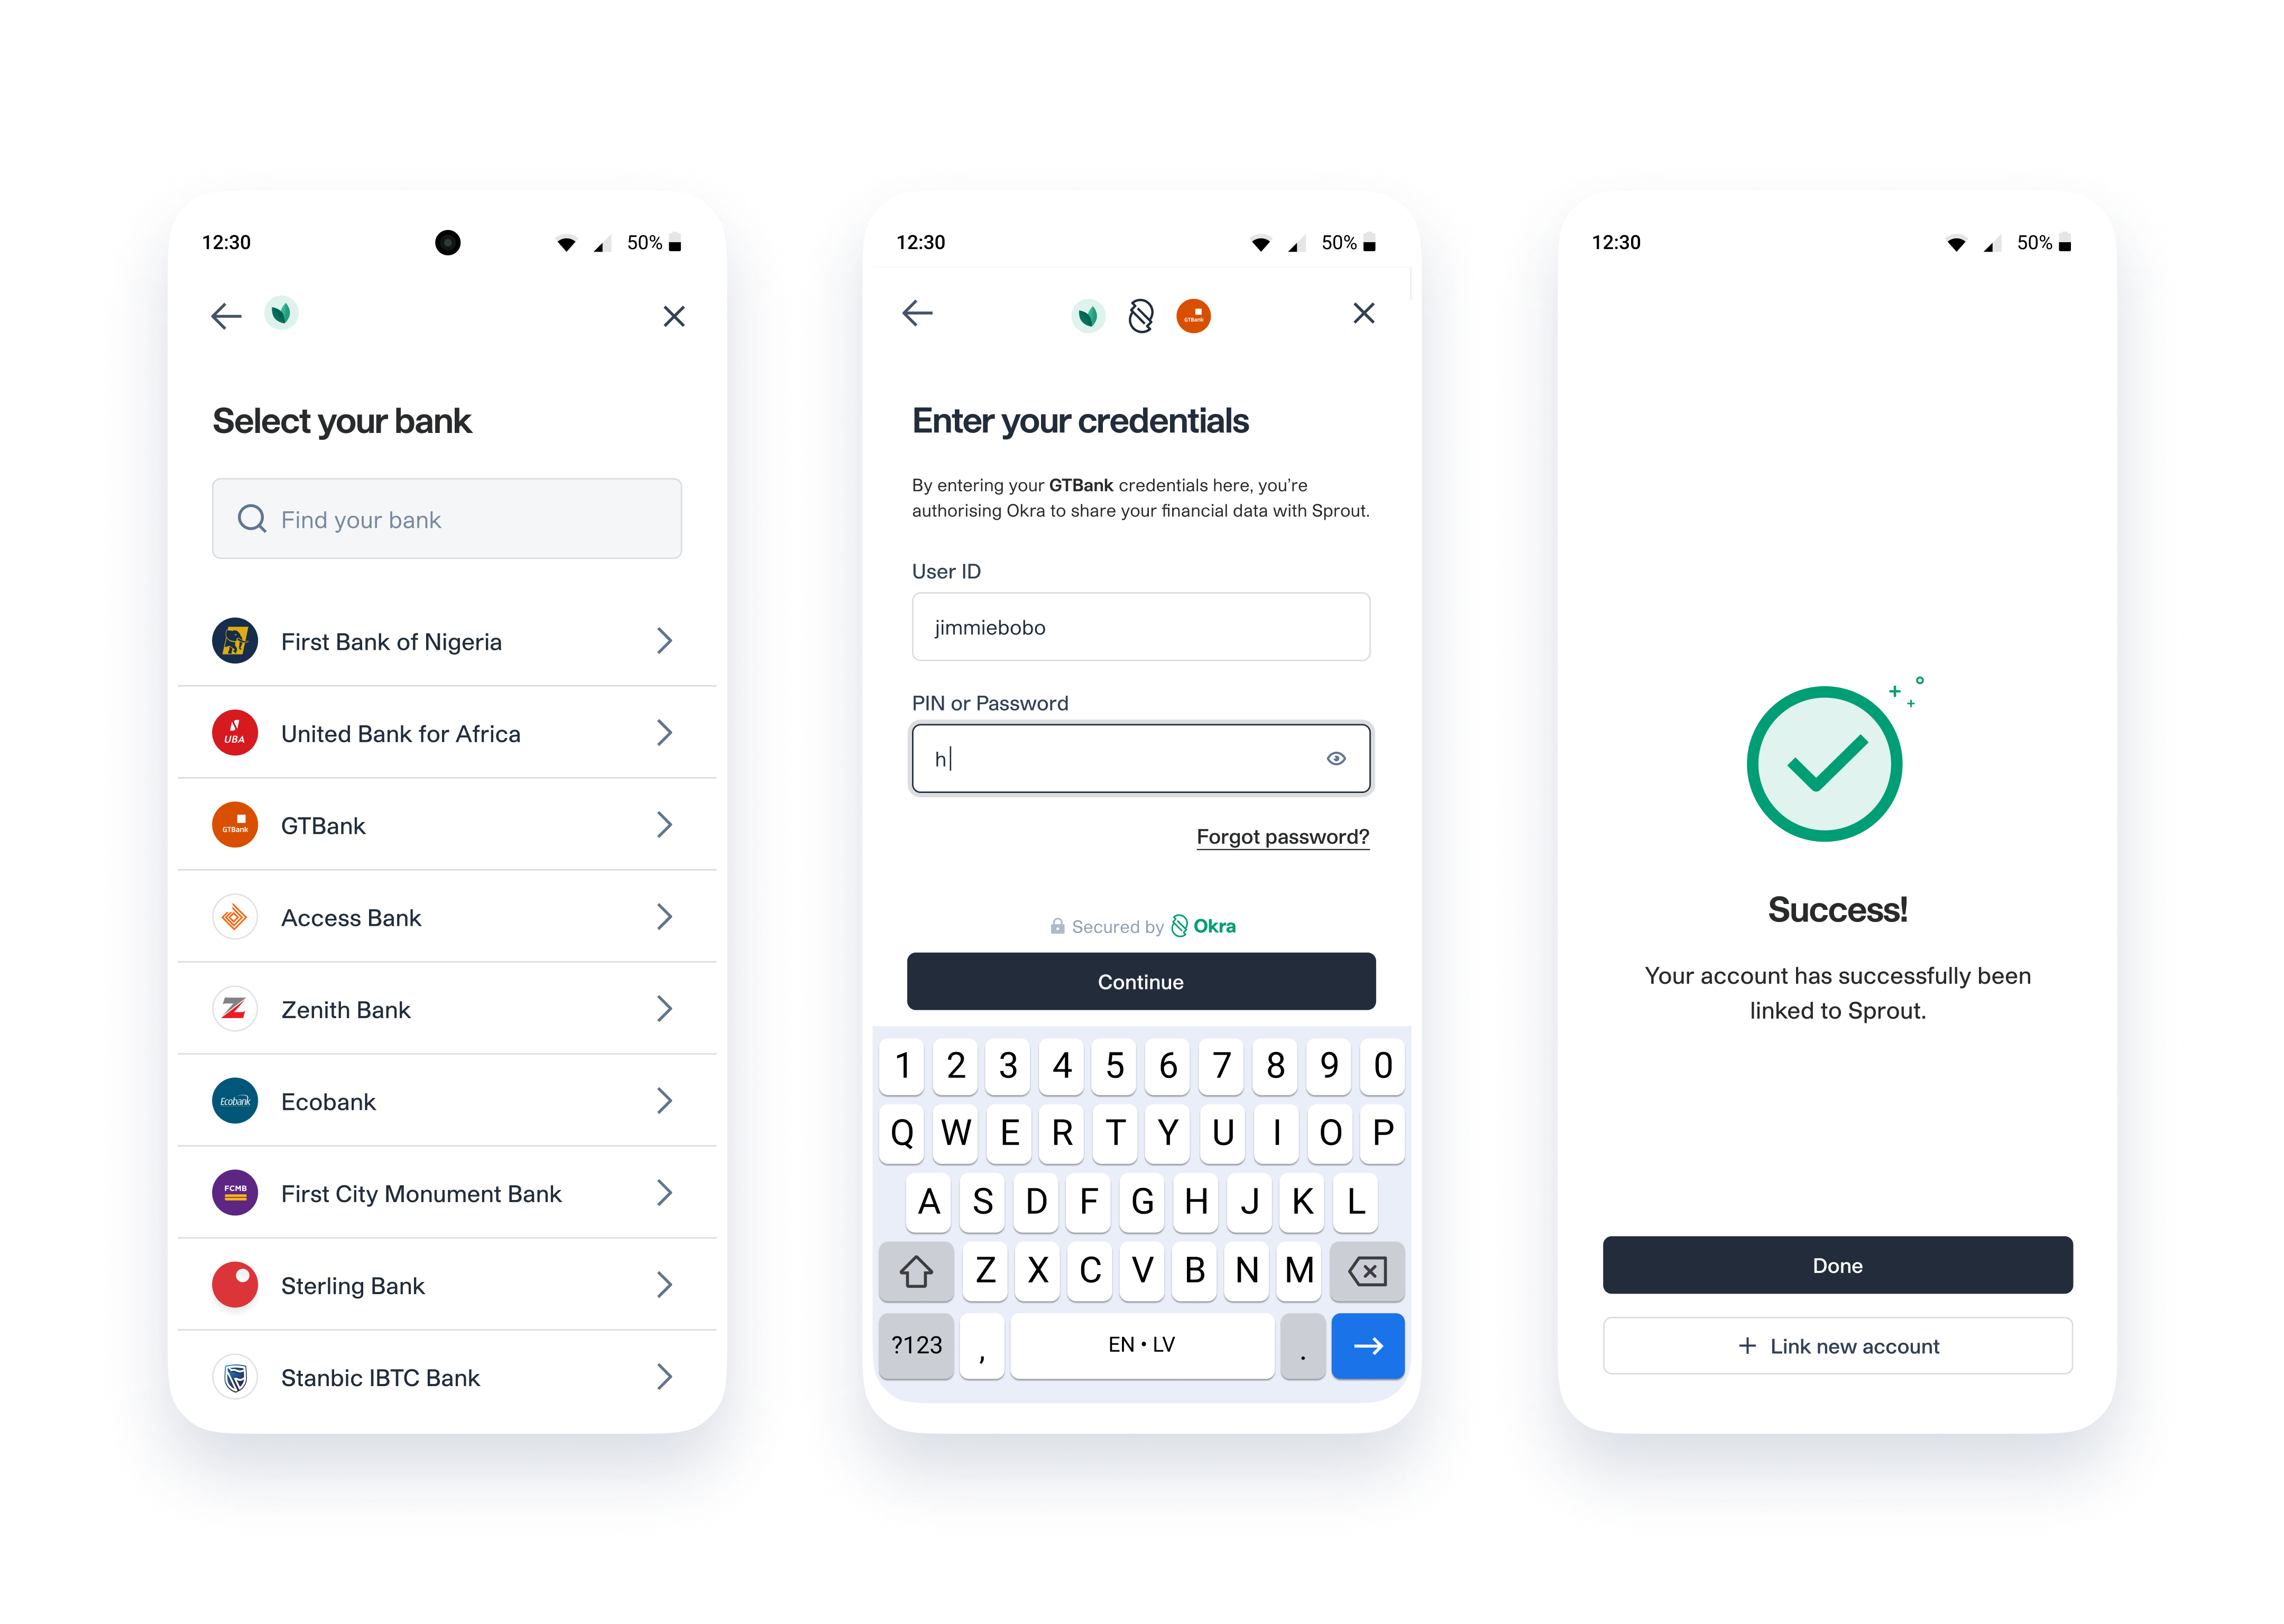 12:30
50%
Select your bank
Find your bank
First Bank of Nigeria
UBA
United Bank for Africa
GTBank
GTBank
Access Bank
Zenith Bank
Ecobank
Ecobank
FCMB
First City Monument Bank
Sterling Bank
Stanbic IBTC Bank
12:30
50%
GTBank
Enter your credentials
By entering your GTBank credentials here, you’re
authorising Okra to share your financial data with Sprout.
User ID
jimmiebobo
PIN or Password
h
Forgot password?
Secured by Okra
Continue
1 2 3 4 5 6 7 8 9 0
Q W E R T Y U I O P
A S D F G H J K L
Z X C V B N M
?123 , EN • LV .
12:30
50%
Success!
Your account has successfully been
linked to Sprout.
Done
+ Link new account